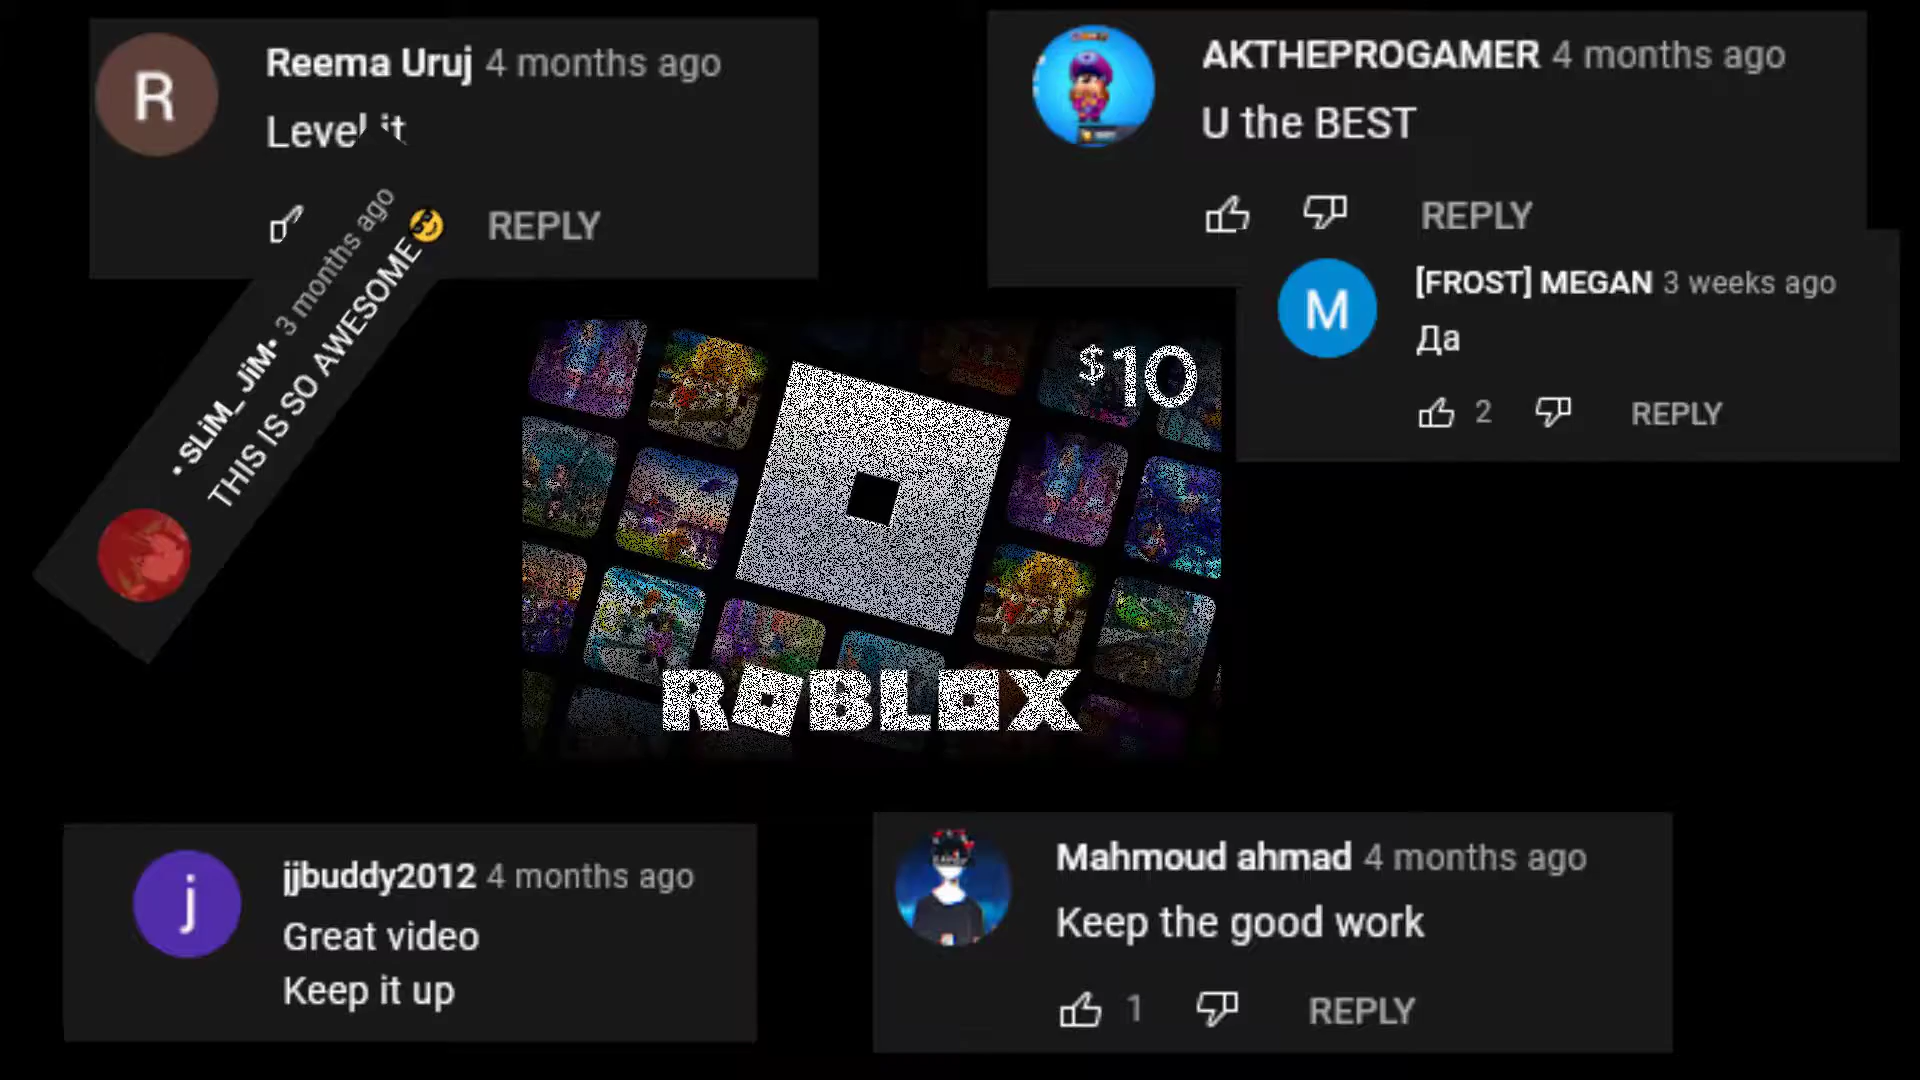 R
Reema Uruj 4 months ago
Level it
REPLY
AKTHEPROGAMER 4 months ago
U the BEST
REPLY
M
[FROST] MEGAN 3 weeks ago
Да
2
REPLY
•SLiM_JiM• 3 months ago
THIS IS SO AWESOME😎
$10
ROBLOX
j
jjbuddy2012 4 months ago
Great video
Keep it up
Mahmoud ahmad 4 months ago
Keep the good work
1
REPLY